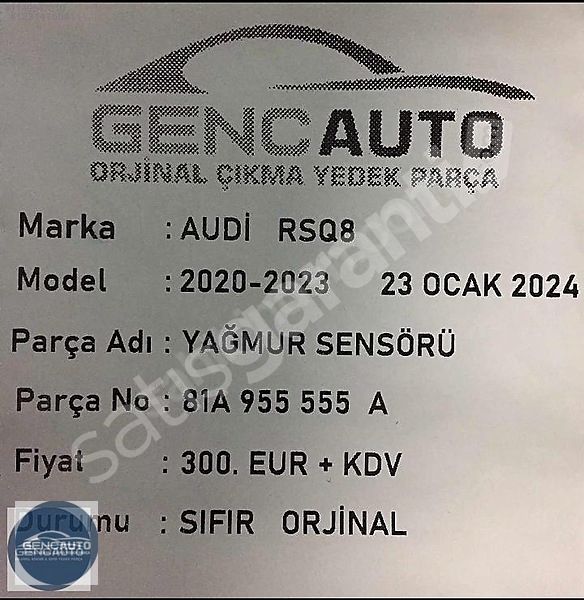 GENCAUTO
ORJİNAL ÇIKMA YEDEK PARÇA
Marka : AUDİ RSQ8
Model : 2020-2023 23 OCAK 2024
Parça Adı : YAĞMUR SENSÖRÜ
Parça No : 81A 955 555 A
Fiyat : 300. EUR + KDV
Durumu : SIFIR ORJİNAL
GENCAUTO
GENCAUTO